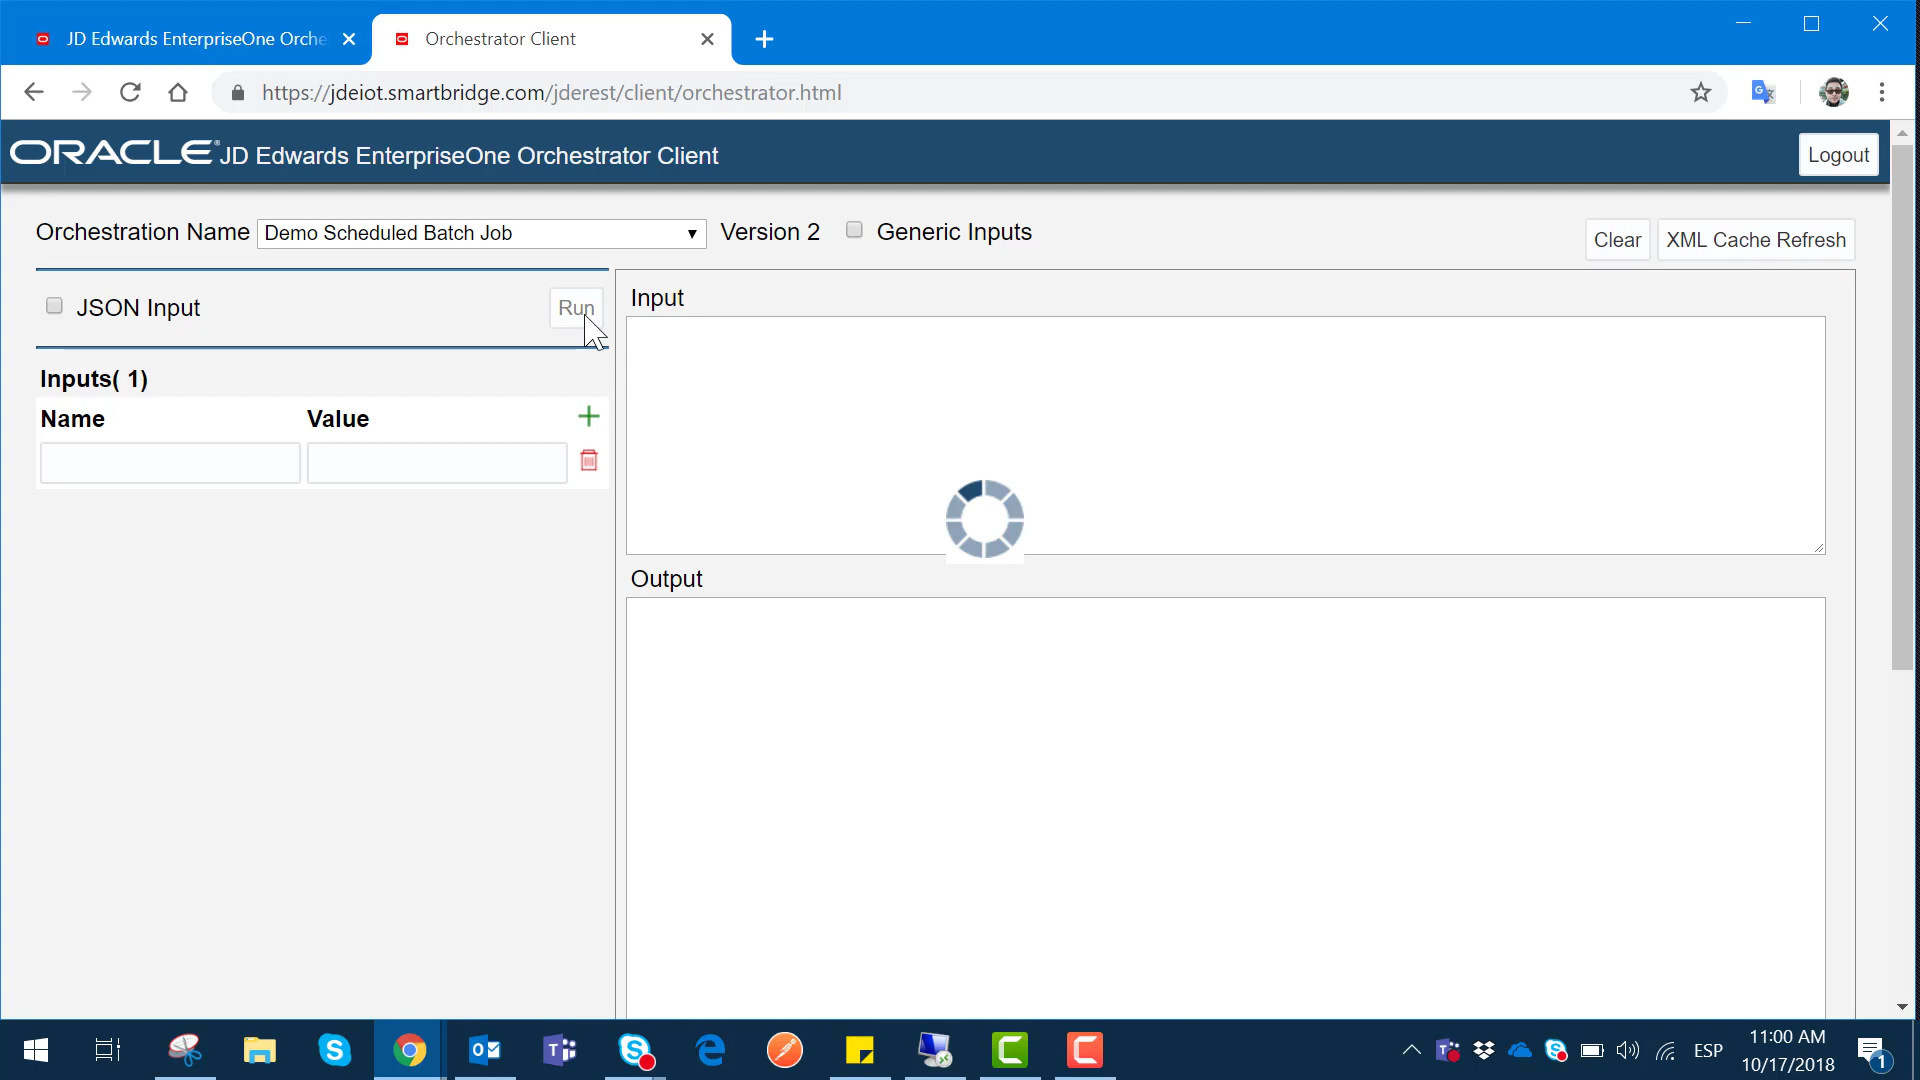 JD Edwards EnterpriseOne Orche
Orchestrator Client
https://jdeiot.smartbridge.com/jderest/client/orchestrator.html
ORACLE® JD Edwards EnterpriseOne Orchestrator Client
Logout
Orchestration Name Demo Scheduled Batch Job Version 2 Generic Inputs
Clear XML Cache Refresh
JSON Input Run
Inputs( 1)
Name Value
Input
Output
ESP
11:00 AM
10/17/2018
1